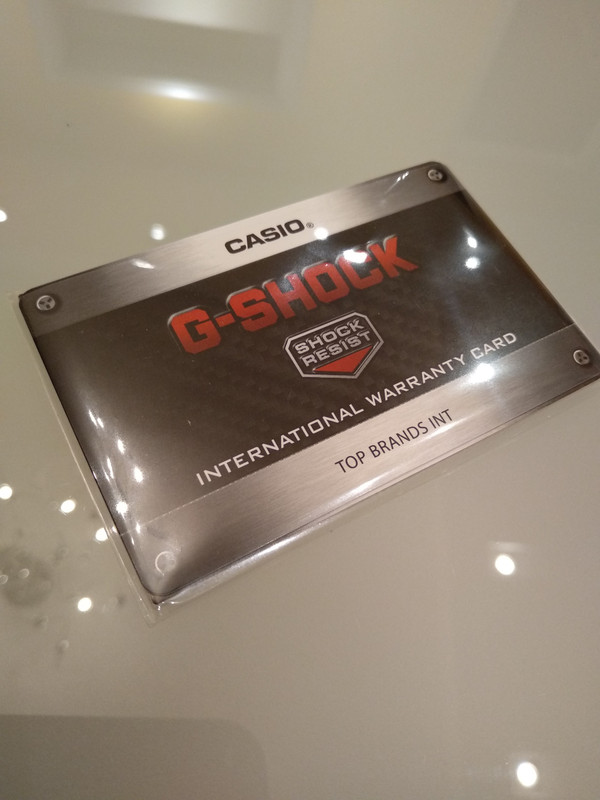 CASIO®
G-SHOCK
SHOCK
RESIST
INTERNATIONAL WARRANTY CARD
TOP BRANDS INT